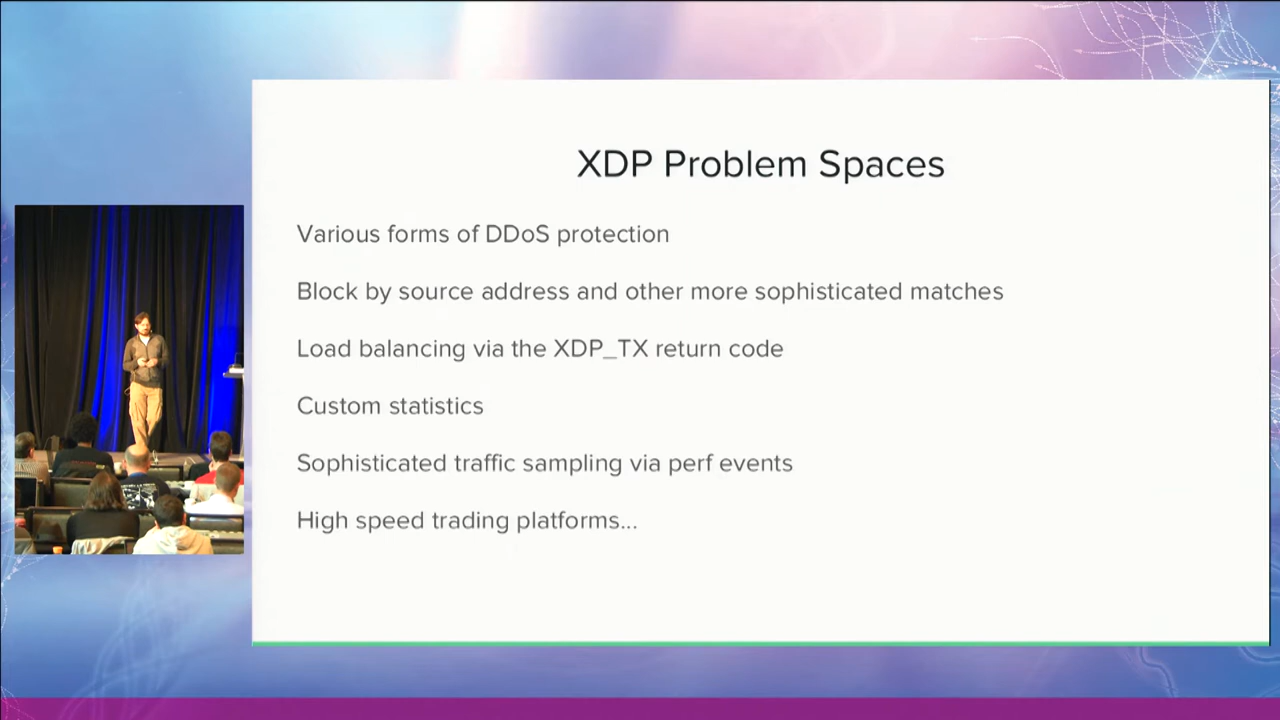 XDP Problem Spaces
Various forms of DDoS protection
Block by source address and other more sophisticated matches
Load balancing via the XDP_TX return code
Custom statistics
Sophisticated traffic sampling via perf events
High speed trading platforms...